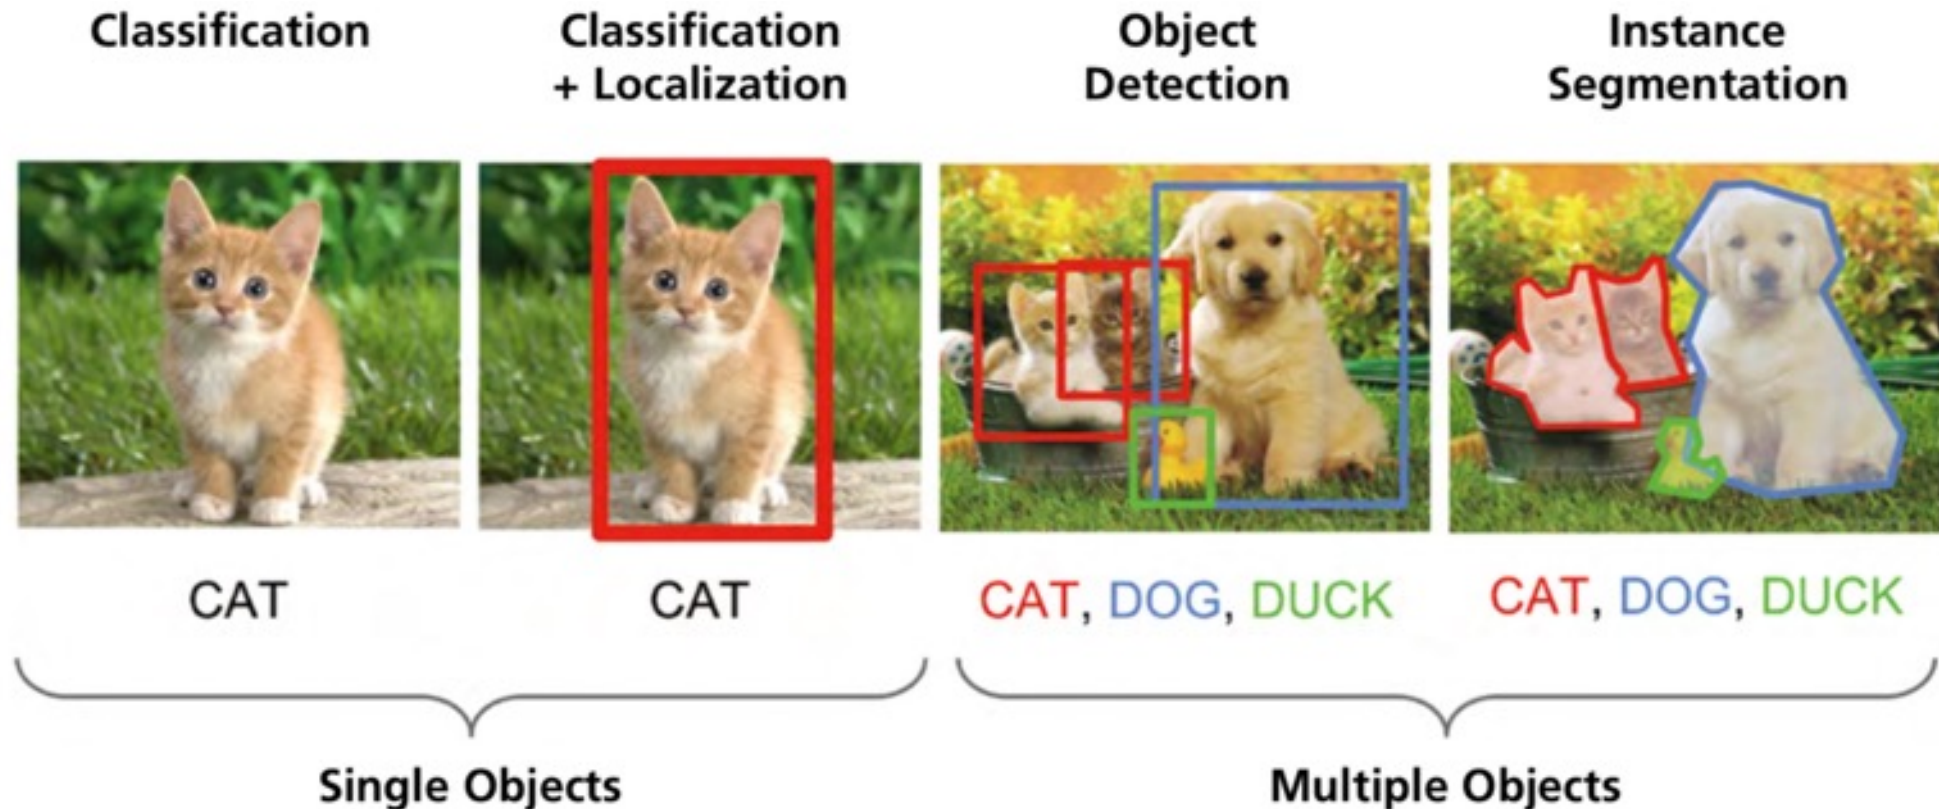 Classification
Classification
+ Localization
Object
Detection
Instance
Segmentation
CAT
CAT
CAT, DOG, DUCK
CAT, DOG, DUCK
Single Objects
Multiple Objects